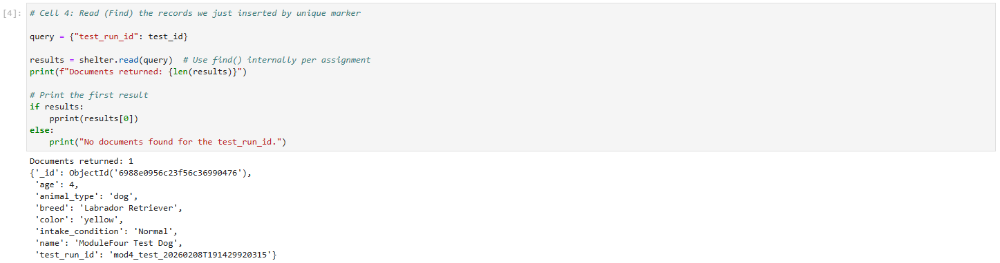 [4]: # Cell 4: Read (Find) the records we just inserted by unique marker
query = {"test_run_id": test_id}
results = shelter.read(query)  # Use find() internally per assignment
print(f"Documents returned: {len(results)}")
# Print the first result
if results:
    pprint(results[0])
else:
    print("No documents found for the test_run_id.")
Documents returned: 1
{'_id': ObjectId('6988e0956c23f56c36990476'),
 'age': 4,
 'animal_type': 'dog',
 'breed': 'Labrador Retriever',
 'color': 'yellow',
 'intake_condition': 'Normal',
 'name': 'ModuleFour Test Dog',
 'test_run_id': 'mod4_test_20260208T191429920315'}